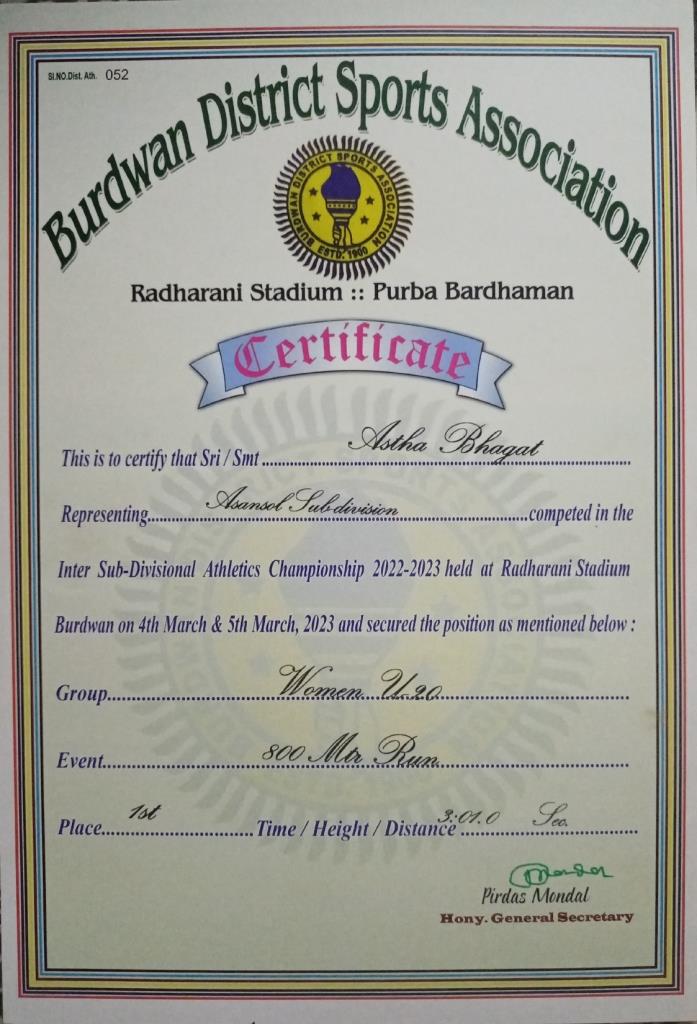 Sl.NO.Dist. Ath. 052
Burdwan District Sports Association
BURDWAN DISTRICT SPORTS ASSOCIATION
ESTD. 1900
Radharani Stadium :: Purba Bardhaman
Certificate
This is to certify that Sri / Smt Astha Bhagat
Representing Asansol Sub-division competed in the
Inter Sub-Divisional Athletics Championship 2022-2023 held at Radharani Stadium
Burdwan on 4th March & 5th March, 2023 and secured the position as mentioned below :
Group Women U-20
Event 800 Mtr Run
Place 1st Time / Height / Distance 3:01.0 Sec.
Pirdas Mondal
Hony. General Secretary